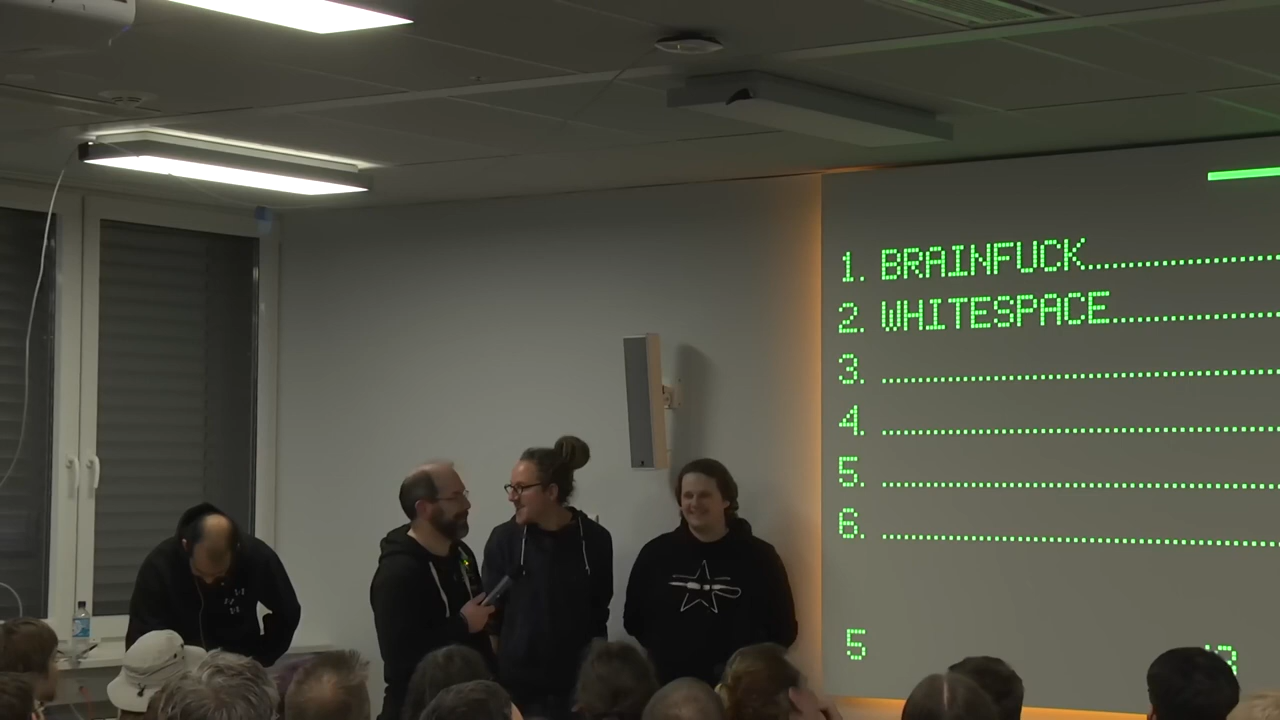 1. BRAINFUCK..............................
2. WHITESPACE..........................
3. ....................................................
4. ....................................................
5. ....................................................
6. ....................................................
5